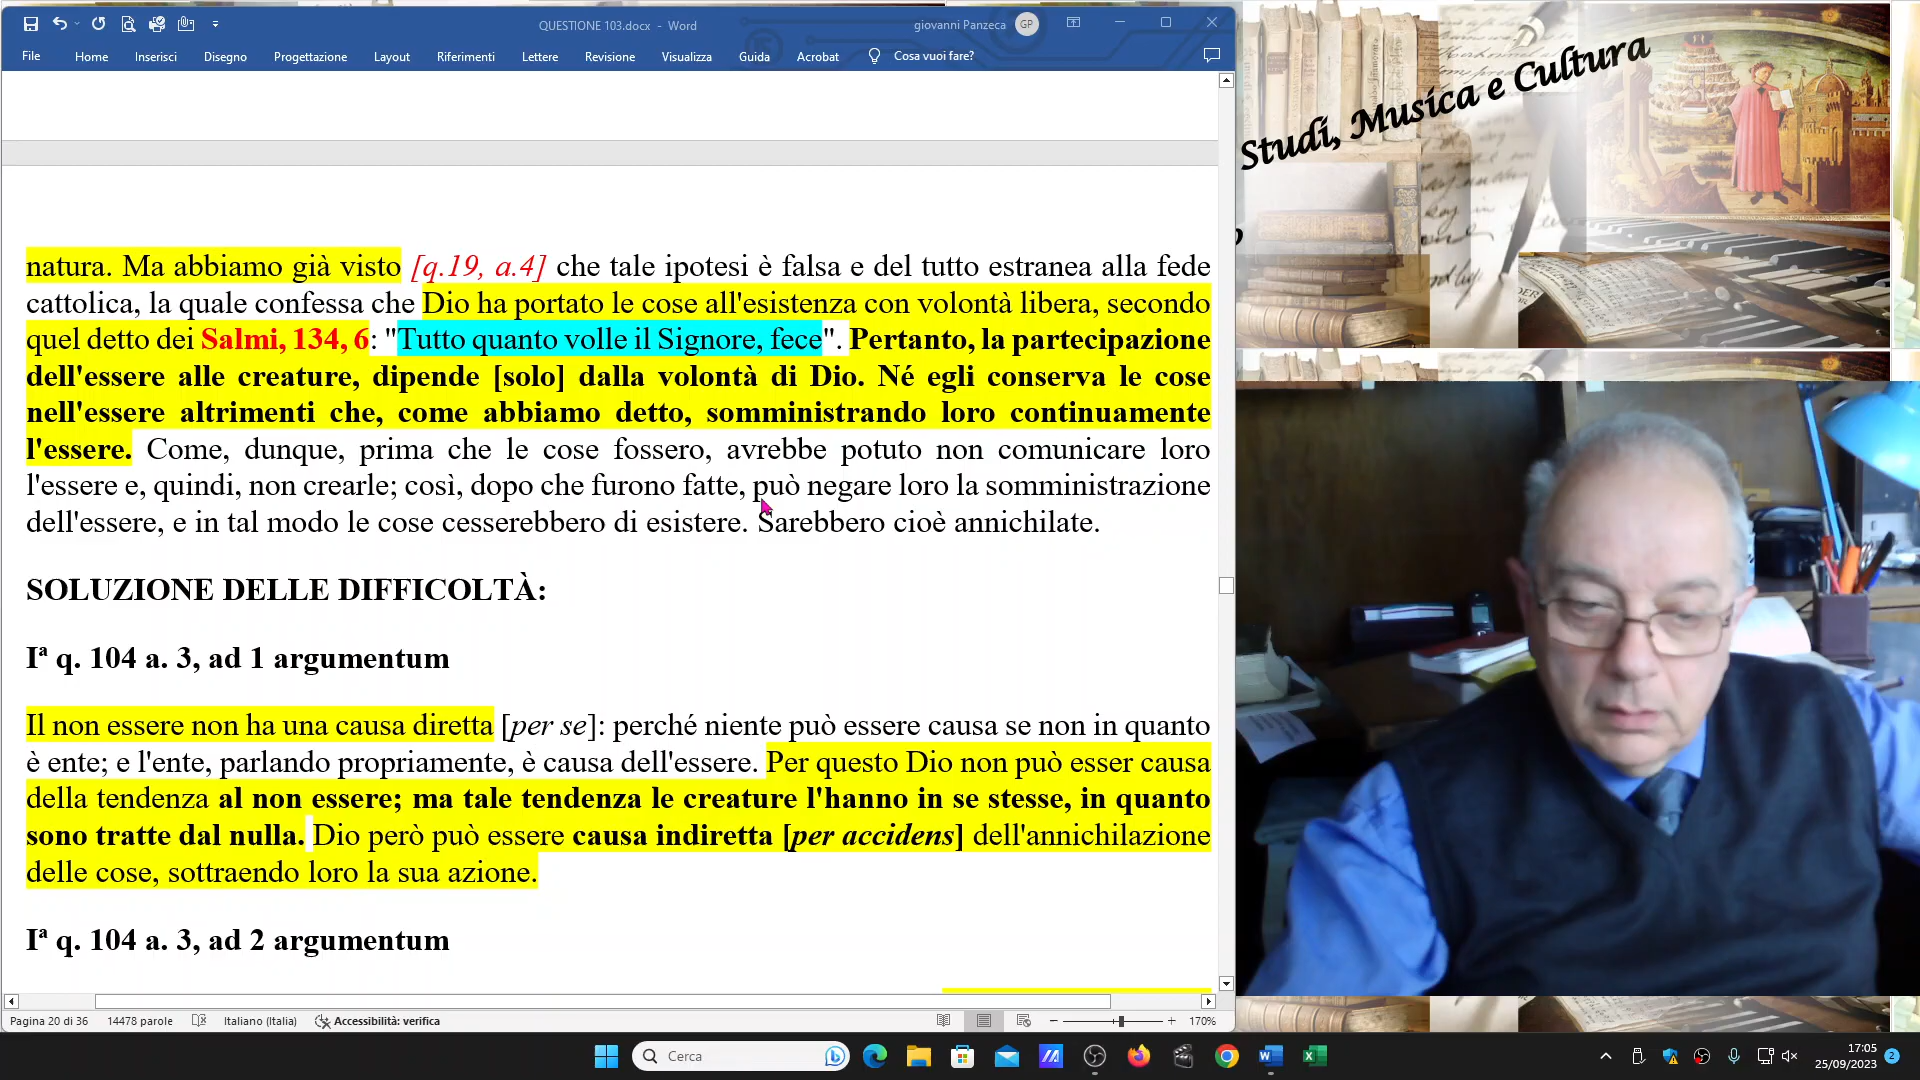 QUESTIONE 103.docx - Word
giovanni Panzeca
GP
File
Home
Inserisci
Disegno
Progettazione
Layout
Riferimenti
Lettere
Revisione
Visualizza
Guida
Acrobat
Cosa vuoi fare?
Studi, Musica e Cultura
natura. Ma abbiamo già visto [q.19, a.4] che tale ipotesi è falsa e del tutto estranea alla fede
cattolica, la quale confessa che Dio ha portato le cose all'esistenza con volontà libera, secondo
quel detto dei Salmi, 134, 6: "Tutto quanto volle il Signore, fece". Pertanto, la partecipazione
dell'essere alle creature, dipende [solo] dalla volontà di Dio. Né egli conserva le cose
nell'essere altrimenti che, come abbiamo detto, somministrando loro continuamente
l'essere. Come, dunque, prima che le cose fossero, avrebbe potuto non comunicare loro
l'essere e, quindi, non crearle; così, dopo che furono fatte, può negare loro la somministrazione
dell'essere, e in tal modo le cose cesserebbero di esistere. Sarebbero cioè annichilate.
SOLUZIONE DELLE DIFFICOLTÀ:
Iª q. 104 a. 3, ad 1 argumentum
Il non essere non ha una causa diretta [per se]: perché niente può essere causa se non in quanto
è ente; e l'ente, parlando propriamente, è causa dell'essere. Per questo Dio non può esser causa
della tendenza al non essere; ma tale tendenza le creature l'hanno in se stesse, in quanto
sono tratte dal nulla. Dio però può essere causa indiretta [per accidens] dell'annichilazione
delle cose, sottraendo loro la sua azione.
Iª q. 104 a. 3, ad 2 argumentum
Pagina 20 di 36
14478 parole
Italiano (Italia)
Accessibilità: verifica
170%
Cerca
17:05
25/09/2023
2